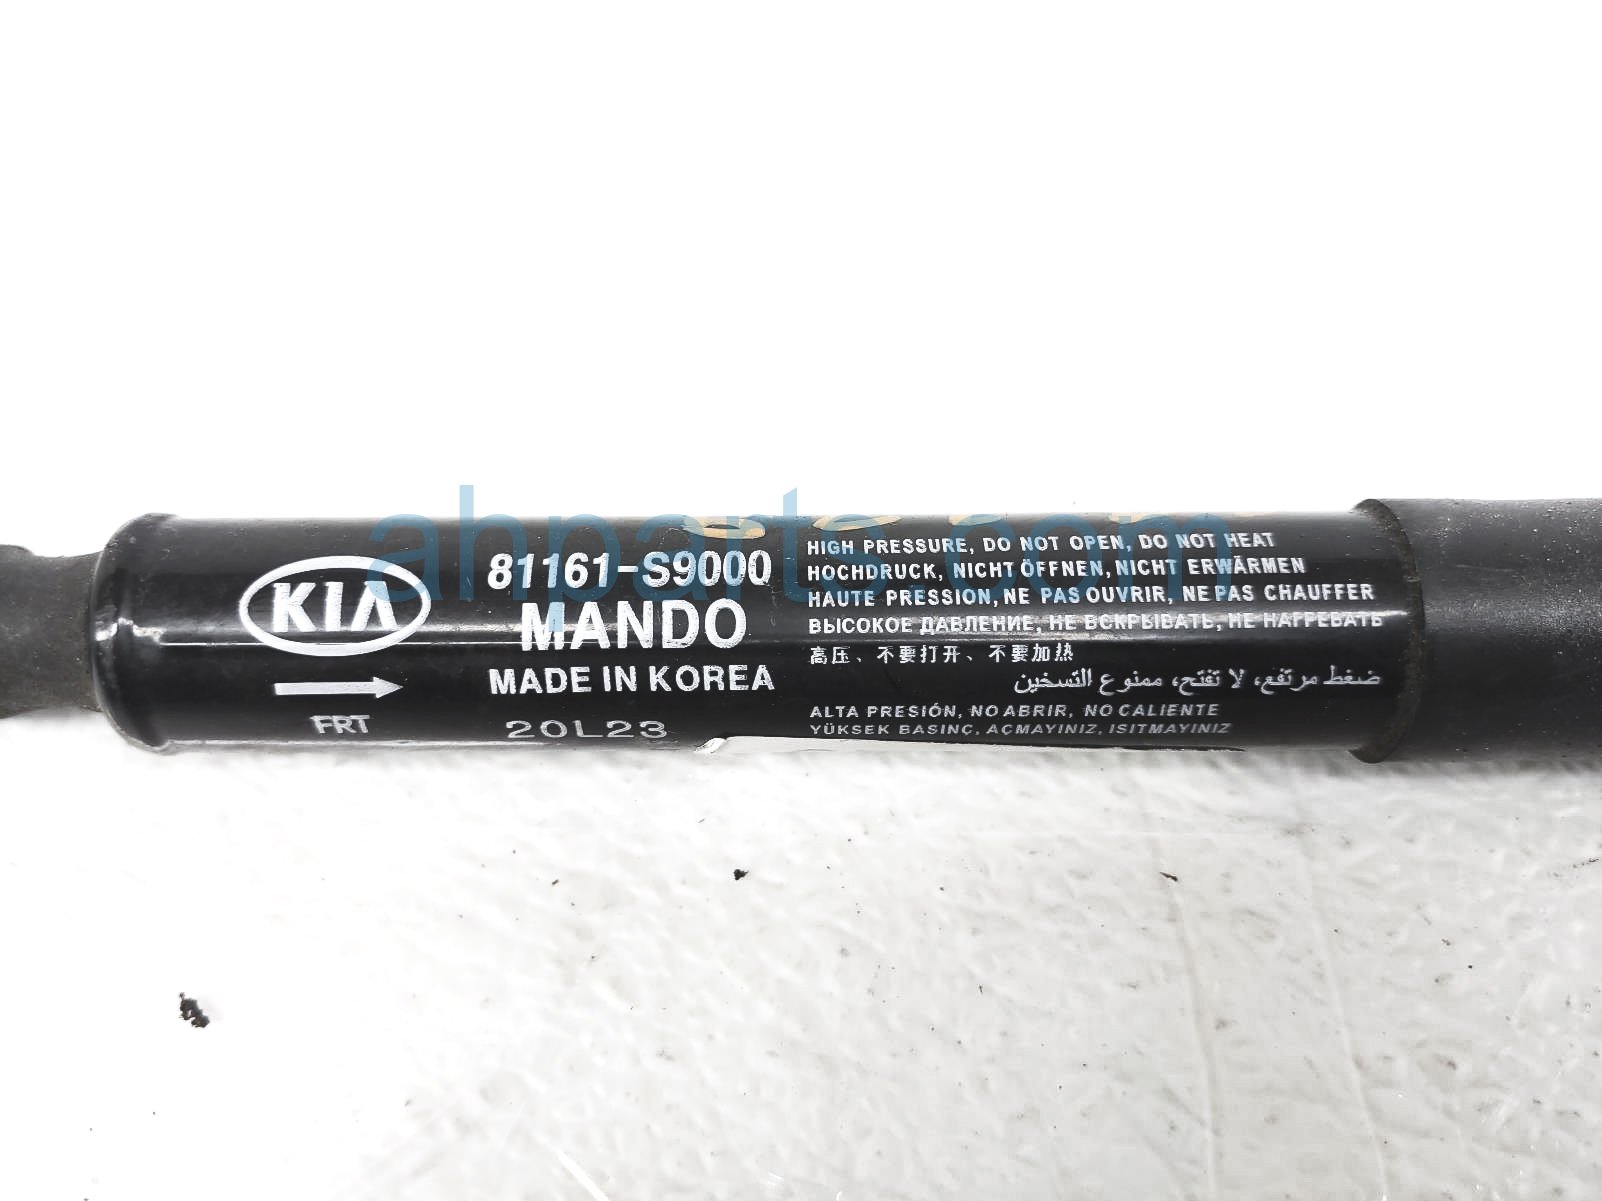 ahparts.com
KIA
FRT
81161-S9000
MANDO
MADE IN KOREA
20L23
HIGH PRESSURE, DO NOT OPEN, DO NOT HEAT
HOCHDRUCK, NICHT ÖFFNEN, NICHT ERWÄRMEN
HAUTE PRESSION, NE PAS OUVRIR, NE PAS CHAUFFER
ВЫСОКОЕ ДАВЛЕНИЕ, НЕ ВСКРЫВАТЬ, НЕ НАГРЕВАТЬ
高压、不要打开、不要加热
ضغط مرتفع، لا تفتح، ممنوع التسخين
ALTA PRESIÓN, NO ABRIR, NO CALIENTE
YÜKSEK BASINÇ, AÇMAYINIZ, ISITMAYINIZ